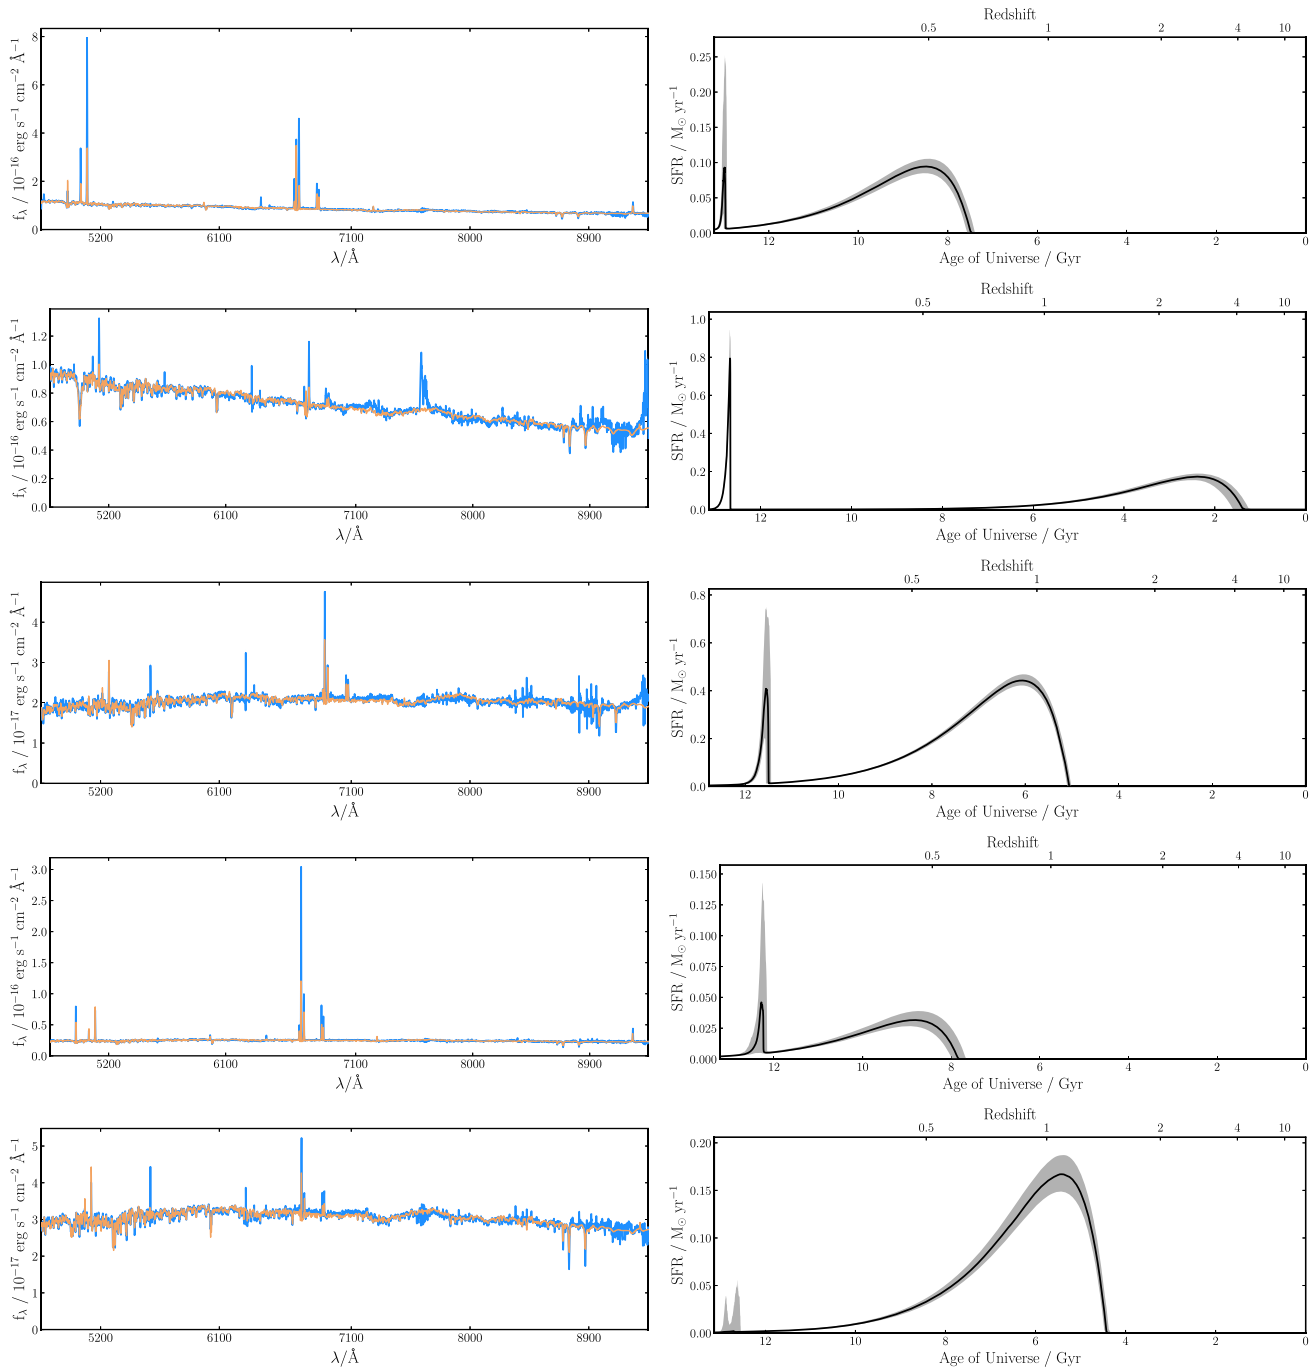 Redshift
0.5 1 2 4 10
8
6
4
2
0
f_λ / 10⁻¹⁶ erg s⁻¹ cm⁻² Å⁻¹
5200 6100 7100 8000 8900
λ/Å
0.25
0.20
0.15
0.10
0.05
0.00
SFR / M_⊙ yr⁻¹
12 10 8 6 4 2 0
Age of Universe / Gyr
Redshift
0.5 1 2 4 10
1.2
1.0
0.8
0.6
0.4
0.2
0.0
f_λ / 10⁻¹⁶ erg s⁻¹ cm⁻² Å⁻¹
5200 6100 7100 8000 8900
λ/Å
1.0
0.8
0.6
0.4
0.2
0.0
SFR / M_⊙ yr⁻¹
12 10 8 6 4 2 0
Age of Universe / Gyr
Redshift
0.5 1 2 4 10
4
3
2
1
0
f_λ / 10⁻¹⁷ erg s⁻¹ cm⁻² Å⁻¹
5200 6100 7100 8000 8900
λ/Å
0.8
0.6
0.4
0.2
0.0
SFR / M_⊙ yr⁻¹
12 10 8 6 4 2 0
Age of Universe / Gyr
Redshift
0.5 1 2 4 10
3.0
2.5
2.0
1.5
1.0
0.5
0.0
f_λ / 10⁻¹⁶ erg s⁻¹ cm⁻² Å⁻¹
5200 6100 7100 8000 8900
λ/Å
0.150
0.125
0.100
0.075
0.050
0.025
0.000
SFR / M_⊙ yr⁻¹
12 10 8 6 4 2 0
Age of Universe / Gyr
Redshift
0.5 1 2 4 10
5
4
3
2
1
0
f_λ / 10⁻¹⁷ erg s⁻¹ cm⁻² Å⁻¹
5200 6100 7100 8000 8900
λ/Å
0.20
0.15
0.10
0.05
0.00
SFR / M_⊙ yr⁻¹
12 10 8 6 4 2 0
Age of Universe / Gyr